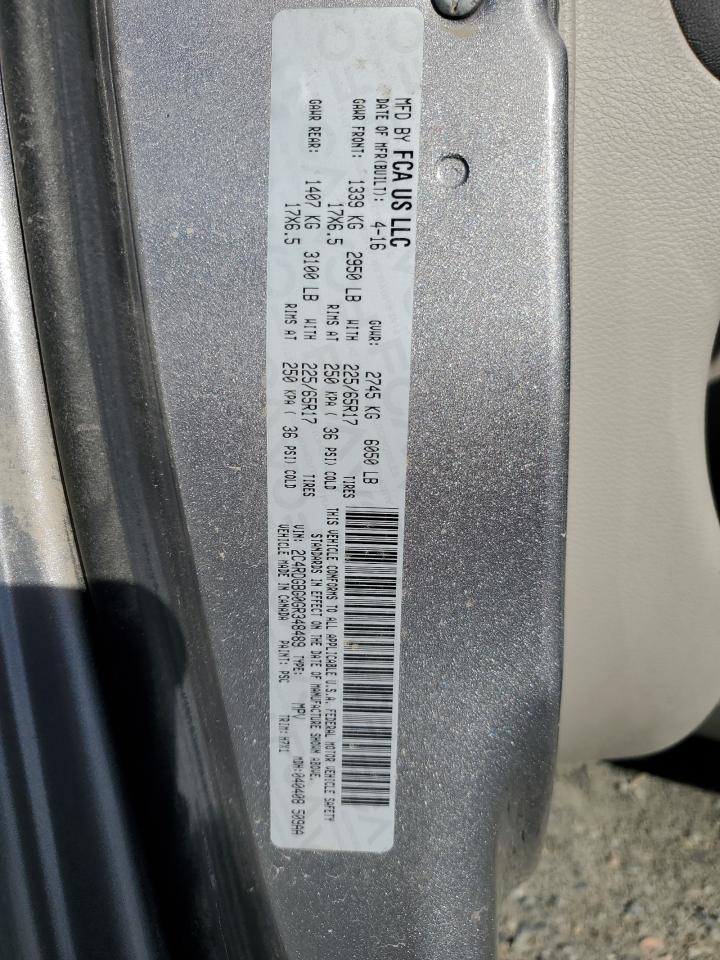 MFD BY FCA US LLC
DATE OF MFR(BUILT): 4-16 GVWR: 2745 KG 6050 LB
GAWR FRONT: 1339 KG 2950 LB WITH 225/65R17 TIRES
17X6.5 RIMS AT 250 KPA ( 36 PSI) COLD
GAWR REAR: 1407 KG 3100 LB WITH 225/65R17 TIRES
17X6.5 RIMS AT 250 KPA ( 36 PSI) COLD
THIS VEHICLE CONFORMS TO ALL APPLICABLE U.S.A. FEDERAL MOTOR VEHICLE SAFETY
STANDARDS IN EFFECT ON THE DATE OF MANUFACTURE SHOWN ABOVE.
VIN: 2C4RDGBG0GR348489 TYPE: MPV MDH:040408 509AA
VEHICLE MADE IN CANADA PAINT: PSC TRIM: